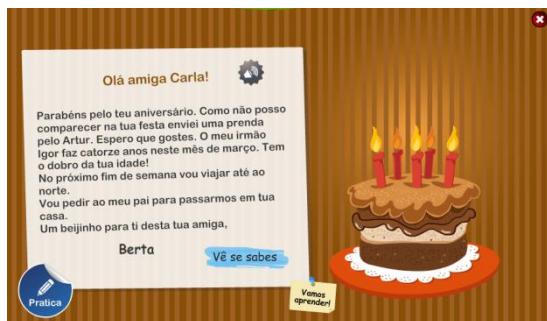 Olá amiga Carla!
Parabéns pelo teu aniversário. Como não posso
comparecer na tua festa enviei uma prenda
pelo Artur. Espero que gostes. O meu irmão
Igor faz catorze anos neste mês de março. Tem
o dobro da tua idade!
No próximo fim de semana vou viajar até ao
norte.
Vou pedir ao meu pai para passarmos em tua
casa.
Um beijinho para ti desta tua amiga,
Berta
Vê se sabes
Pratica
Vamos
aprender!